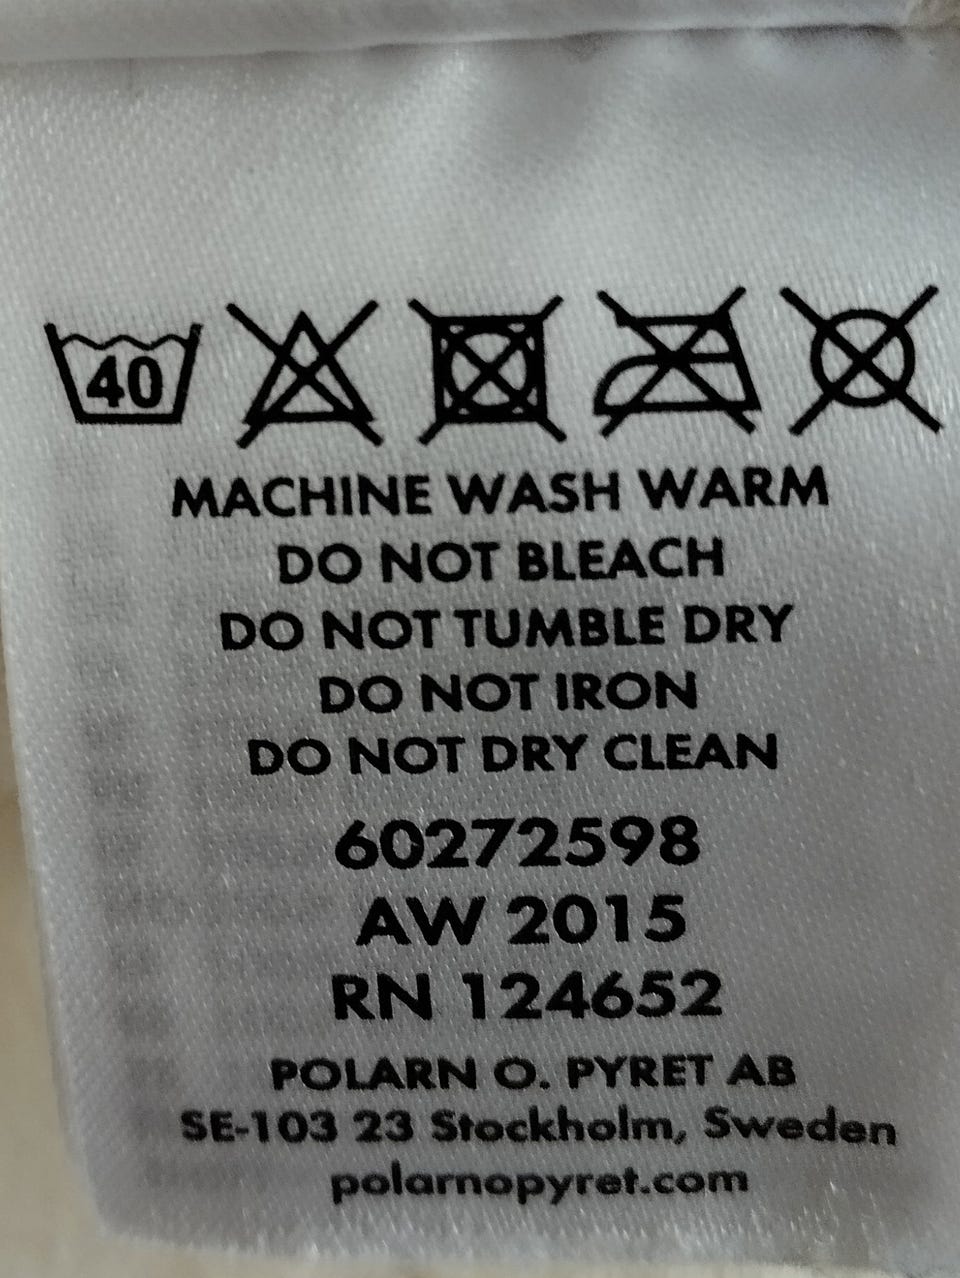 40
MACHINE WASH WARM
DO NOT BLEACH
DO NOT TUMBLE DRY
DO NOT IRON
DO NOT DRY CLEAN
60272598
AW 2015
RN 124652
POLARN O. PYRET AB
SE-103 23 Stockholm, Sweden
polarnopyret.com